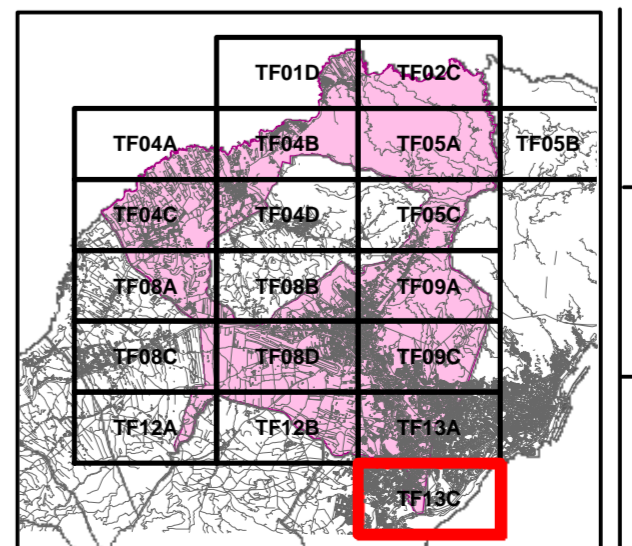 TF01D TF02C
TF04A TF04B TF05A TF05B
TF04C TF04D TF05C
TF08A TF08B TF09A
TF08C TF08D TF09C
TF12A TF12B TF13A
TF13C